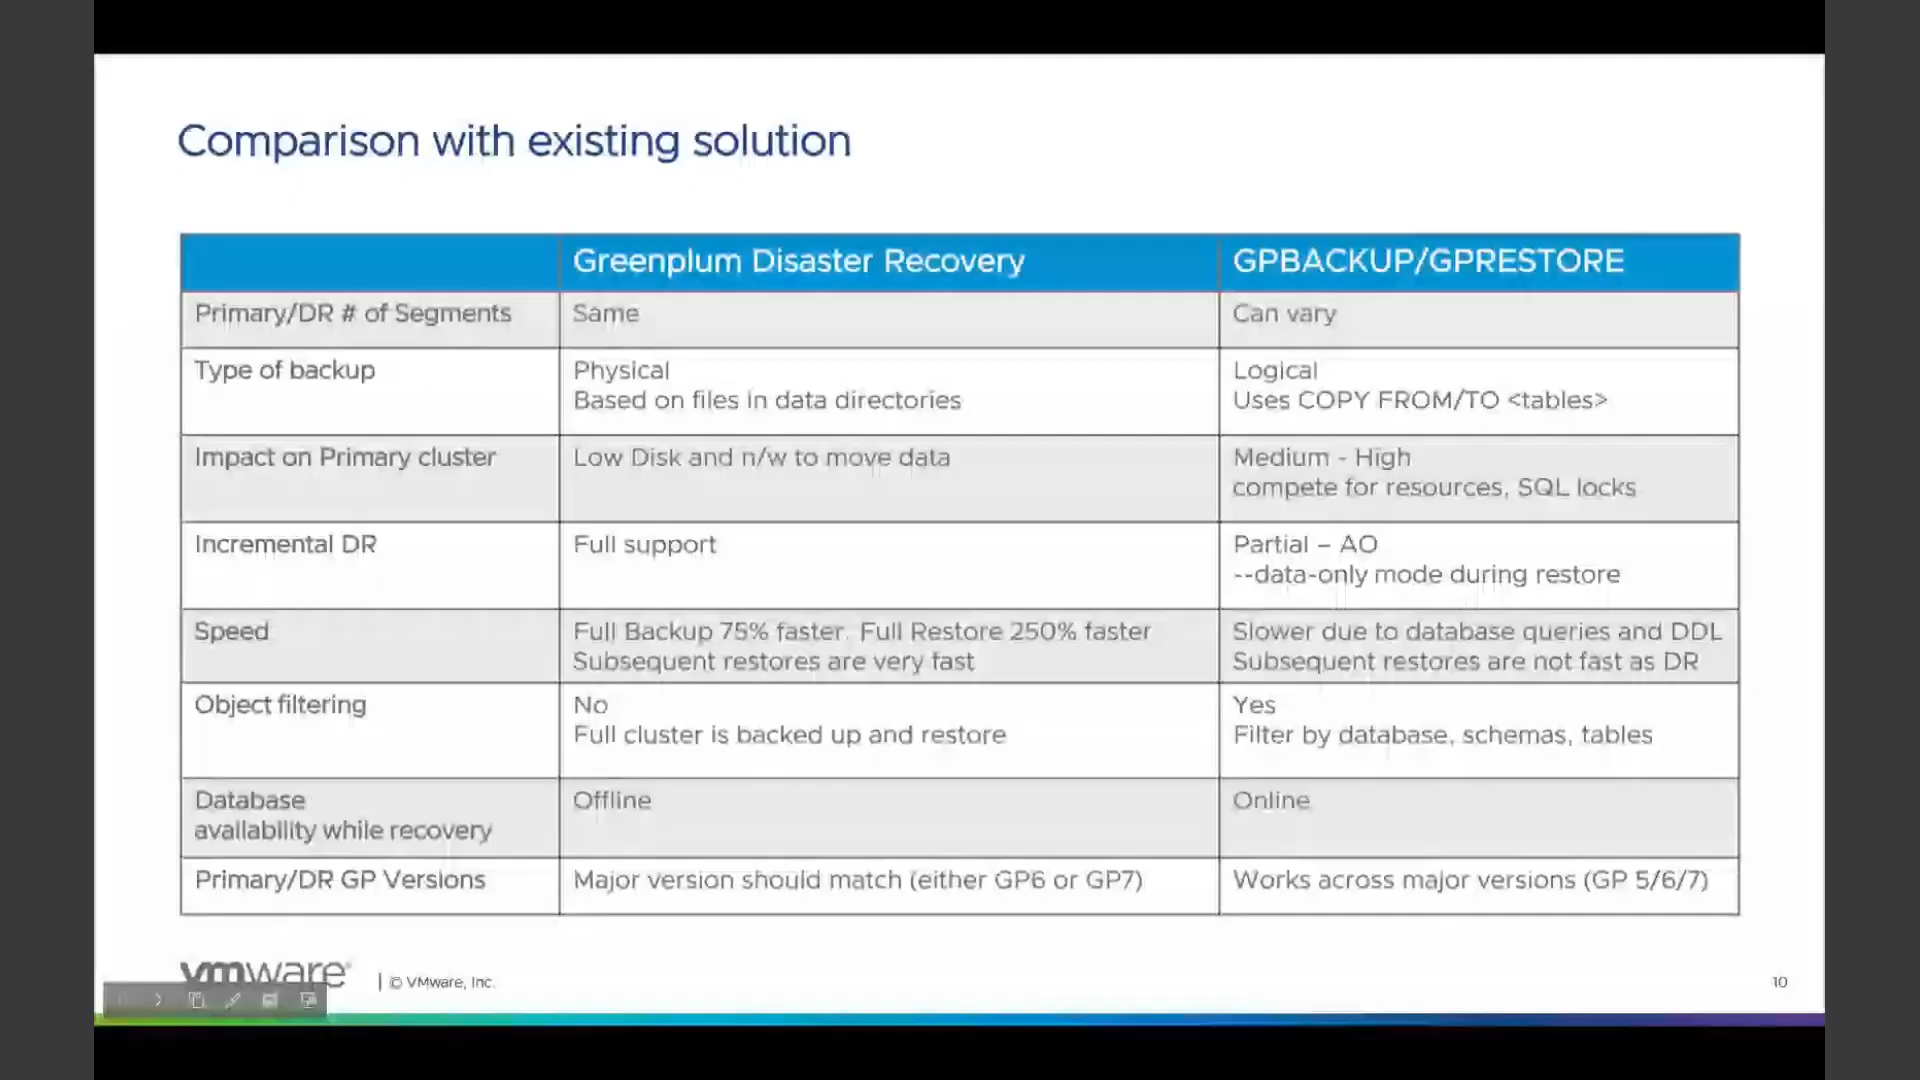 Comparison with existing solution
Greenplum Disaster Recovery
GPBACKUP/GPRESTORE
Primary/DR # of Segments
Same
Can vary
Type of backup
Physical
Based on files in data directories
Logical
Uses COPY FROM/TO <tables>
Impact on Primary cluster
Low Disk and n/w to move data
Medium - High
compete for resources, SQL locks
Incremental DR
Full support
Partial – AO
--data-only mode during restore
Speed
Full Backup 75% faster. Full Restore 250% faster
Subsequent restores are very fast
Slower due to database queries and DDL
Subsequent restores are not fast as DR
Object filtering
No
Full cluster is backed up and restore
Yes
Filter by database, schemas, tables
Database
availability while recovery
Offline
Online
Primary/DR GP Versions
Major version should match (either GP6 or GP7)
Works across major versions (GP 5/6/7)
vmware®
© VMware, Inc.
10